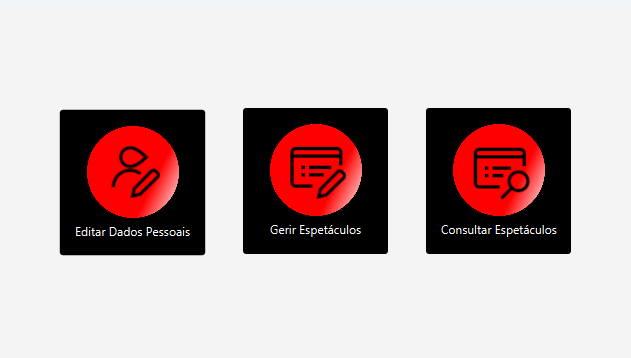 Editar Dados Pessoais
Gerir Espetáculos
Consultar Espetáculos